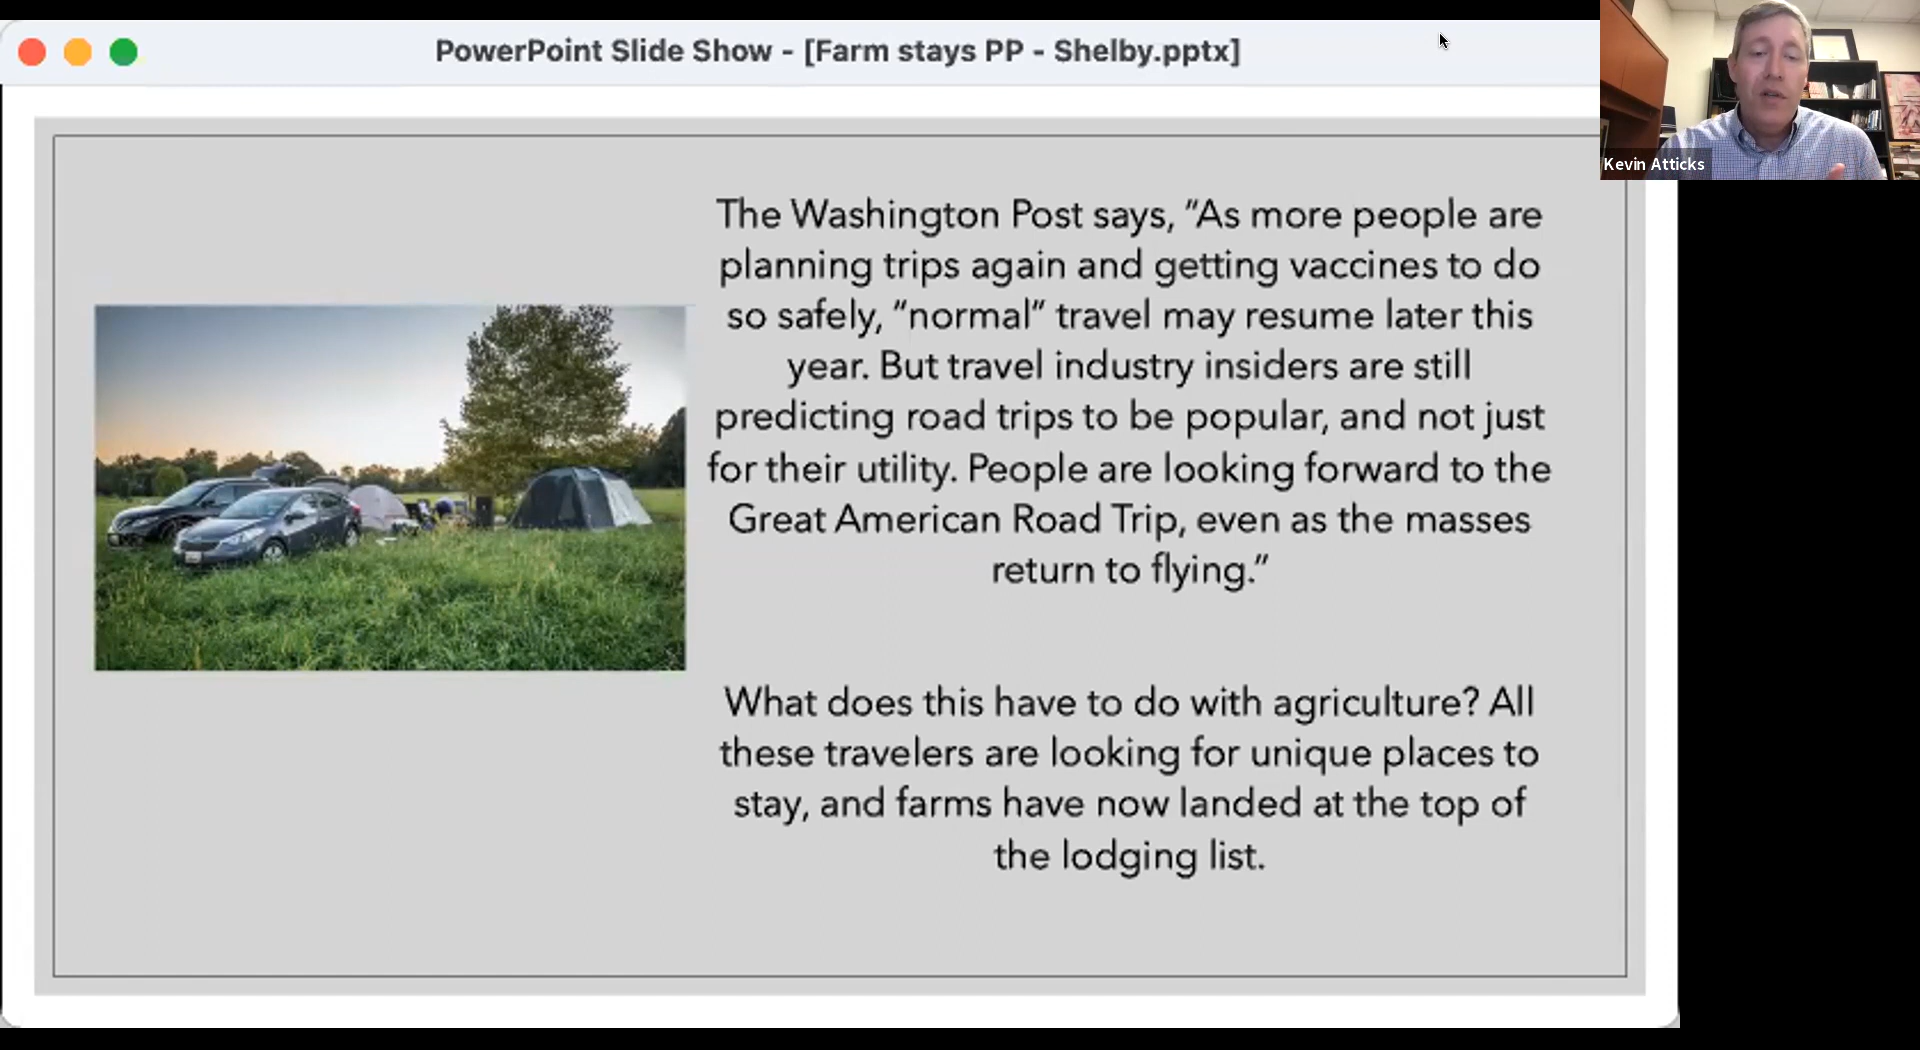 PowerPoint Slide Show - [Farm stays PP - Shelby.pptx]
Kevin Atticks
The Washington Post says, “As more people are
planning trips again and getting vaccines to do
so safely, “normal” travel may resume later this
year. But travel industry insiders are still
predicting road trips to be popular, and not just
for their utility. People are looking forward to the
Great American Road Trip, even as the masses
return to flying.”
What does this have to do with agriculture? All
these travelers are looking for unique places to
stay, and farms have now landed at the top of
the lodging list.